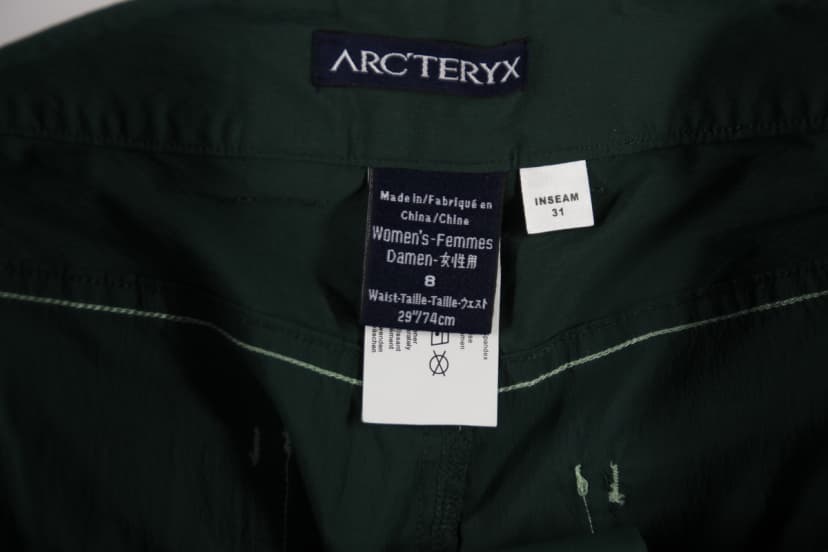 ARC'TERYX
Made in/Fabriqué en
China/Chine
Women's-Femmes
Damen-女性用
8
Waist-Taille-Taille-ウェスト
29"/74cm
INSEAM
31